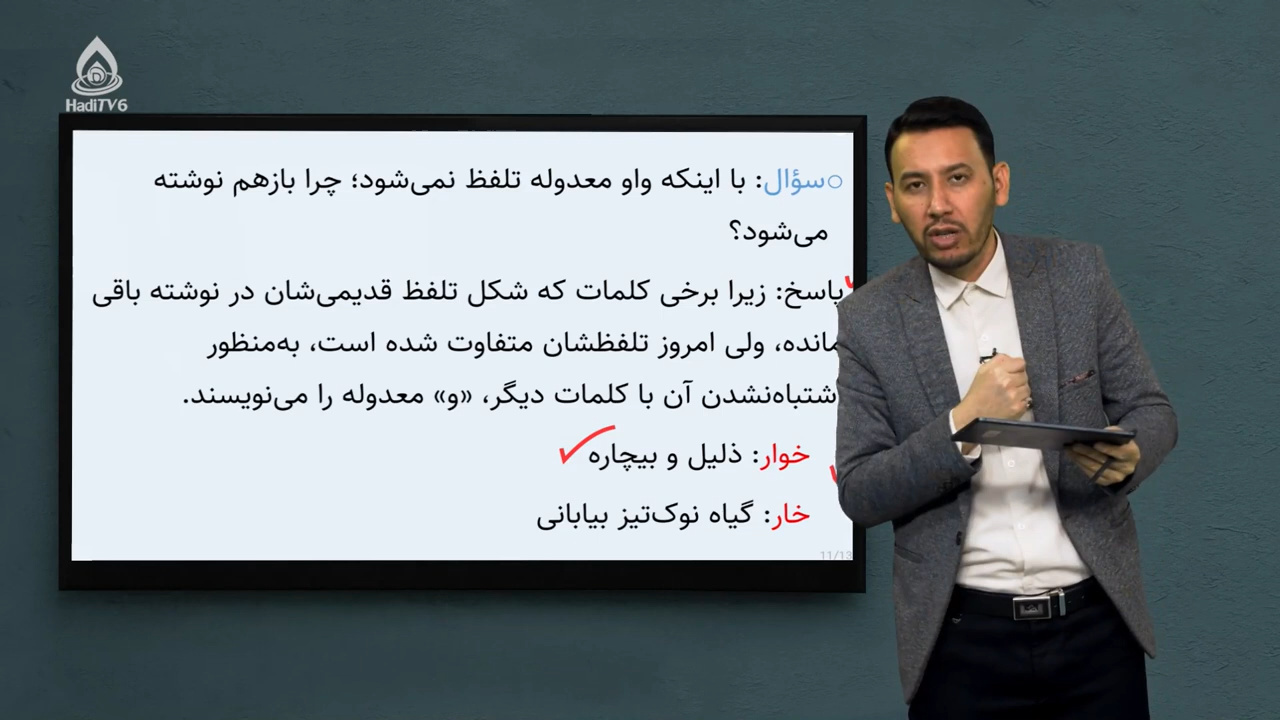 HadiTV6
○سؤال: با اینکه واو معدوله تلفظ نمی‌شود؛ چرا بازهم نوشته
می‌شود؟
پاسخ: زیرا برخی کلمات که شکل تلفظ قدیمی‌شان در نوشته باقی
مانده، ولی امروز تلفظشان متفاوت شده است، به‌منظور
اشتباه‌نشدن آن با کلمات دیگر، «و» معدوله را می‌نویسند.
خوار: ذلیل و بیچاره
خار: گیاه نوک‌تیز بیابانی
11/13